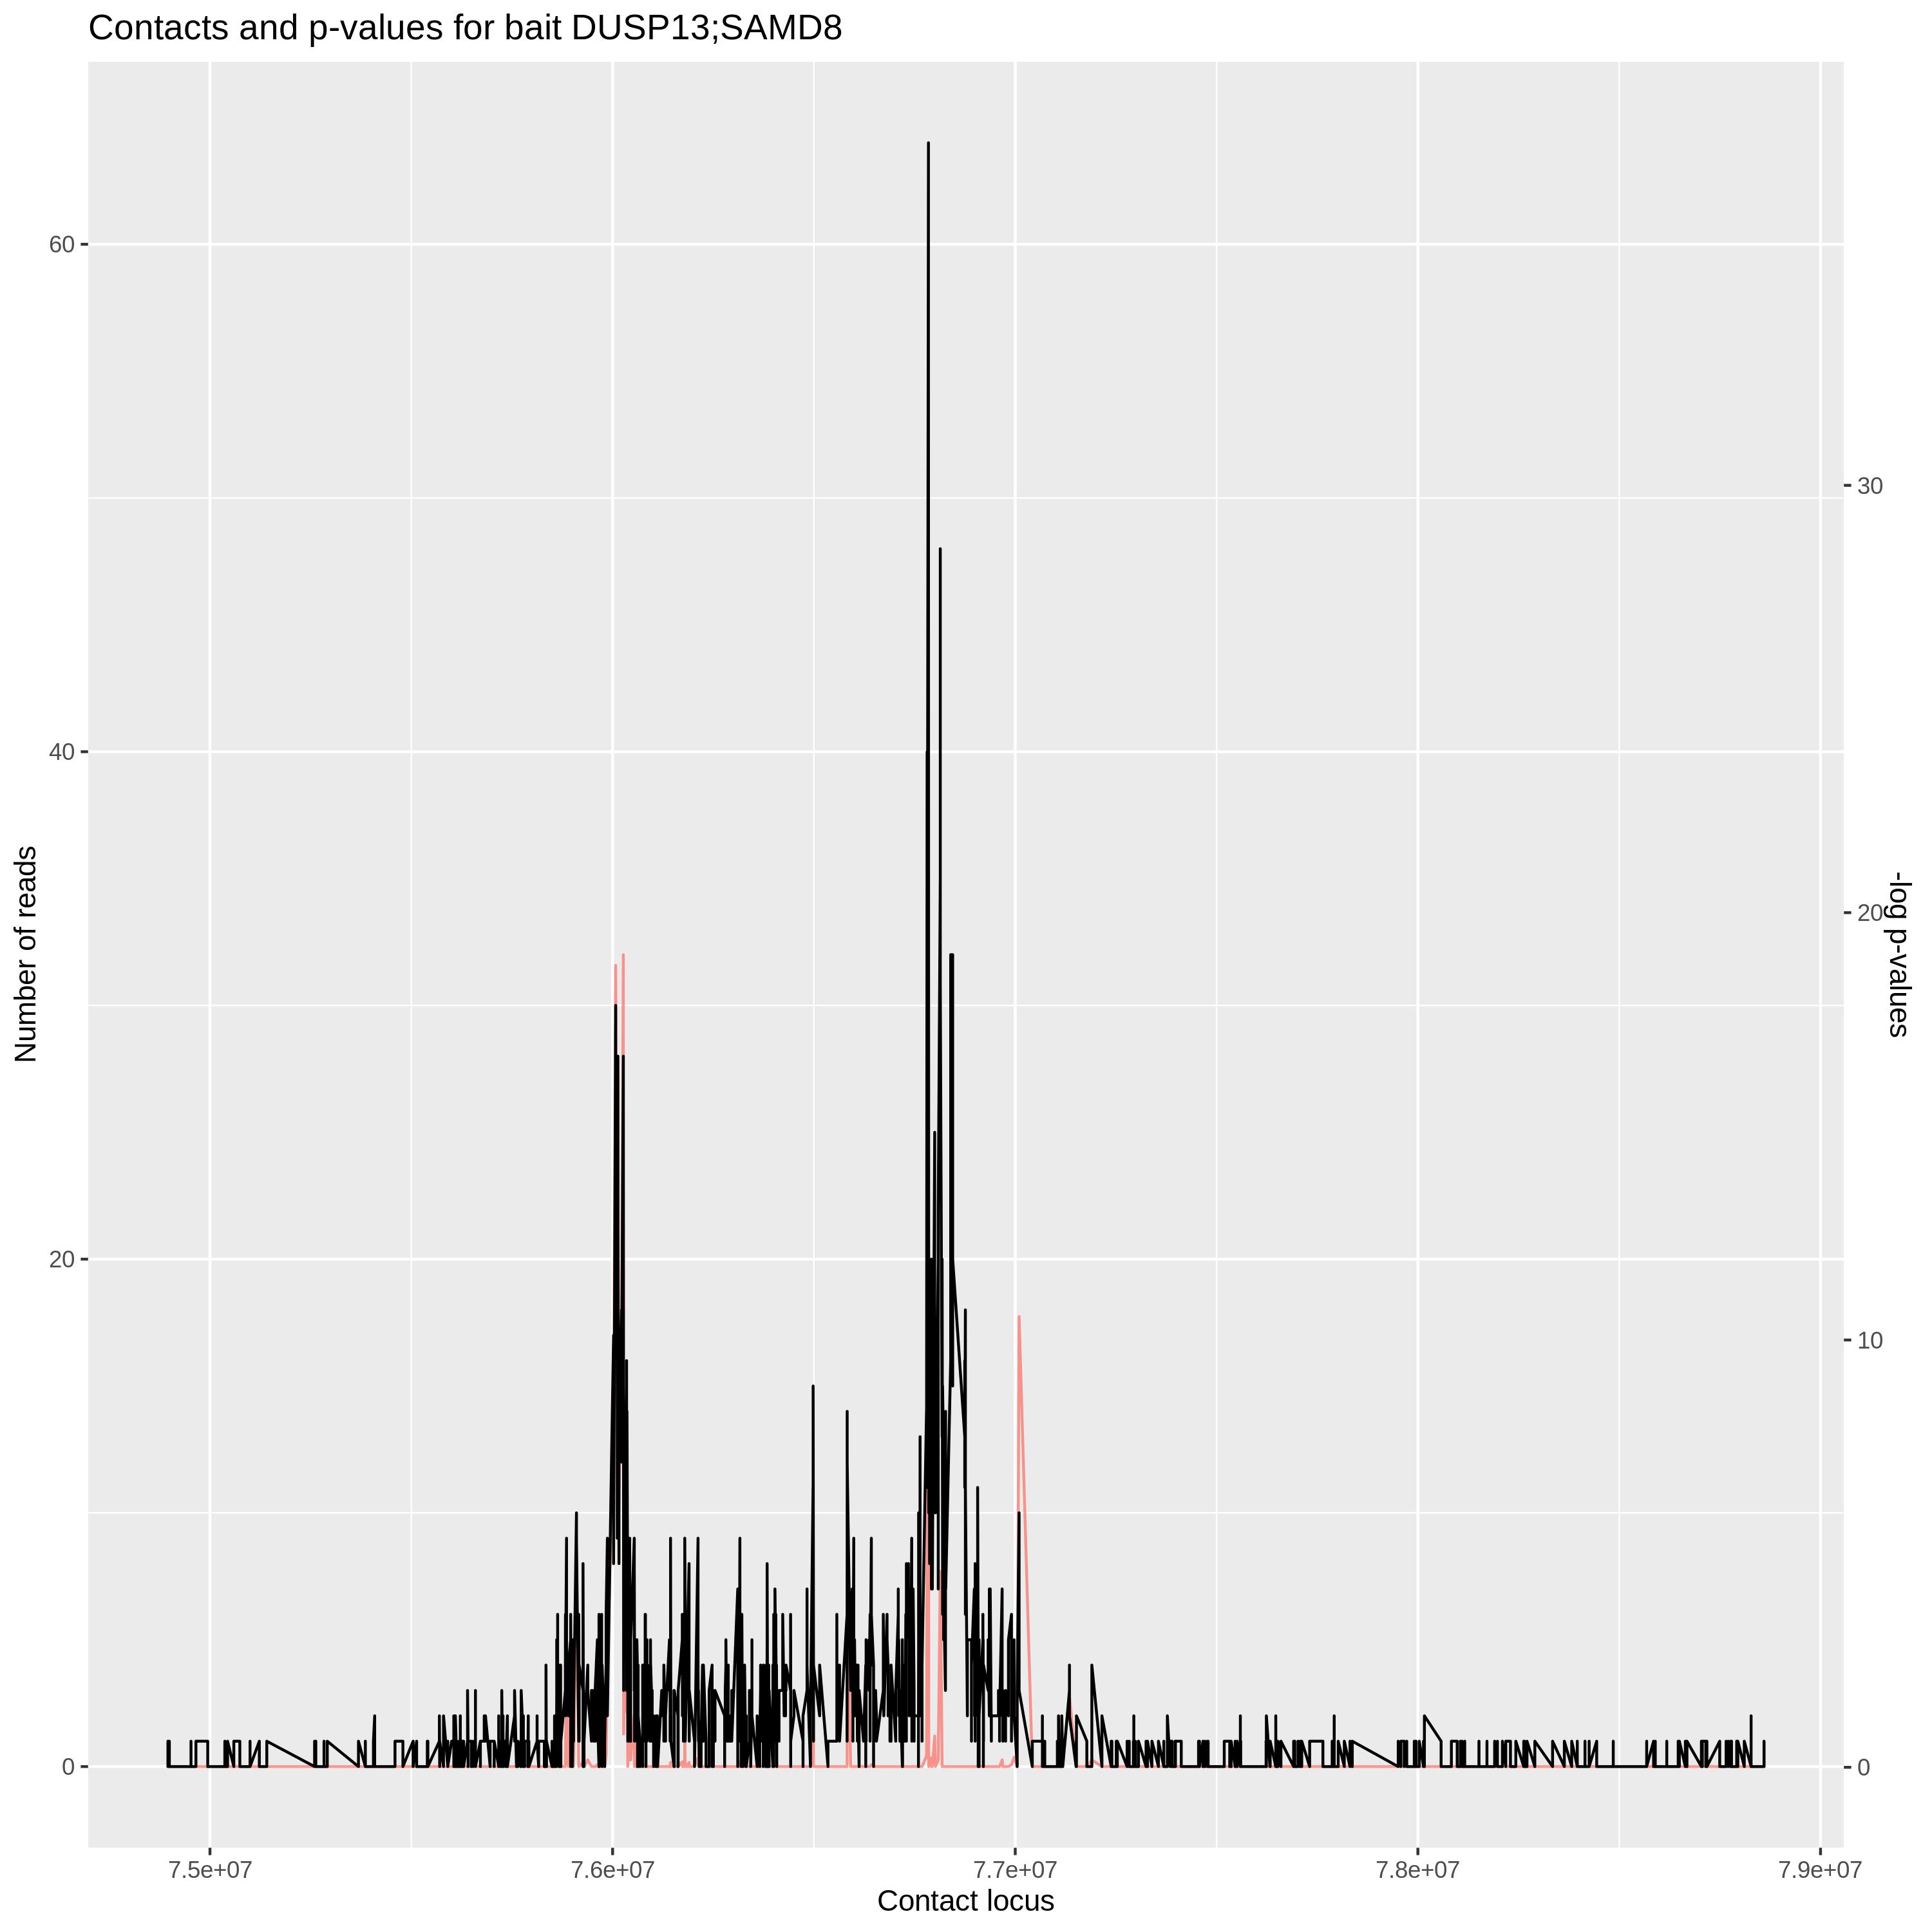 Contacts and p-values for bait DUSP13;SAMD8
Number of reads
60
40
20
0
30
20
10
0
-log p-values
7.5e+07 7.6e+07 7.7e+07 7.8e+07 7.9e+07
Contact locus